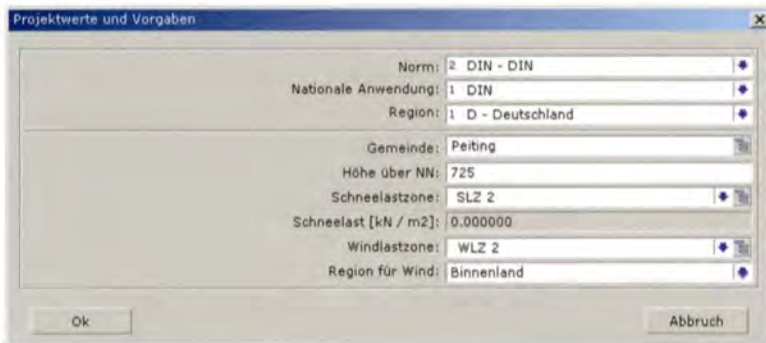 Projektwerte und Vorgaben
Norm: 2 DIN - DIN
Nationale Anwendung: 1 DIN
Region: 1 D - Deutschland
Gemeinde: Peiting
Höhe über NN: 725
Schneelastzone: SLZ 2
Schneelast [kN / m2]: 0.000000
Windlastzone: WLZ 2
Region für Wind: Binnenland
Ok Abbruch